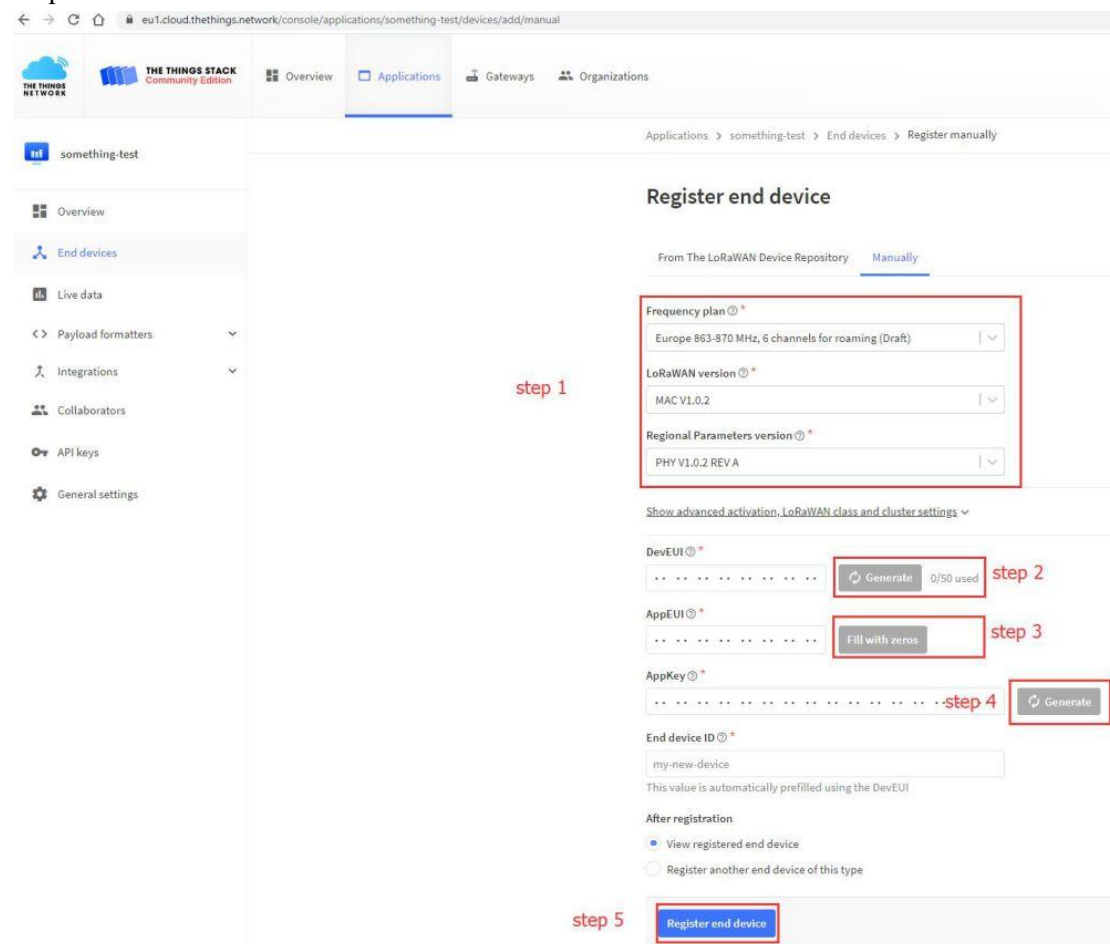 eu1.cloud.thethings.network/console/applications/something-test/devices/add/manual
THE THINGS
NETWORK
THE THINGS STACK
Community Edition
Overview
Applications
Gateways
Organizations
something-test
Applications > something-test > End devices > Register manually
Register end device
Overview
End devices
Live data
Payload formatters
Integrations
Collaborators
API keys
General settings
From The LoRaWAN Device Repository
Manually
step 1
Frequency plan *
Europe 863-870 MHz, 6 channels for roaming (Draft)
LoRaWAN version *
MAC V1.0.2
Regional Parameters version *
PHY V1.0.2 REV A
Show advanced activation, LoRaWAN class and cluster settings
DevEUI *
Generate
0/50 used
step 2
AppEUI *
Fill with zeros
step 3
AppKey *
step 4
Generate
End device ID *
my-new-device
This value is automatically prefilled using the DevEUI
After registration
View registered end device
Register another end device of this type
step 5
Register end device